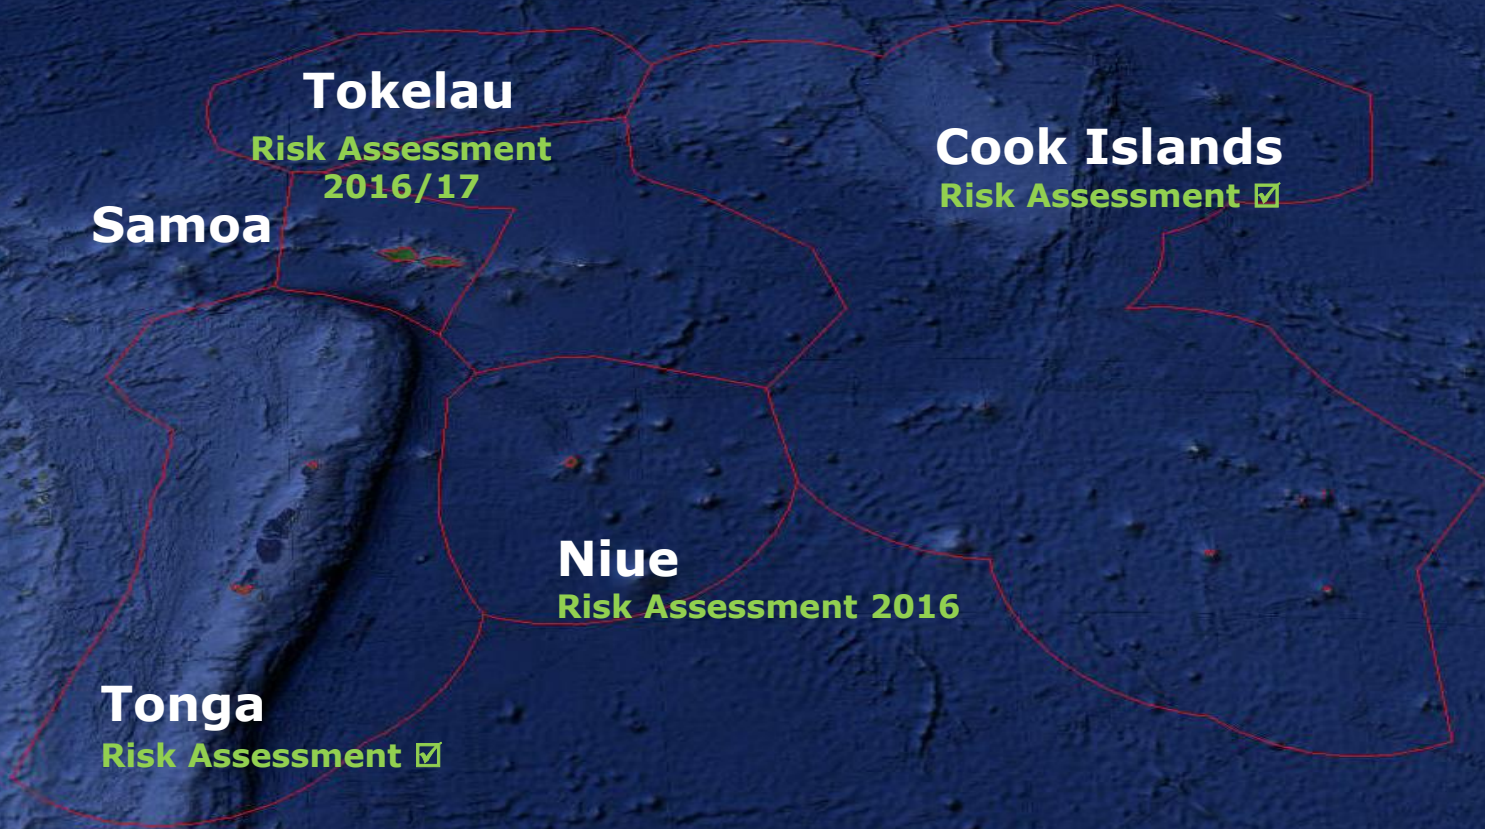 Tokelau
Risk Assessment
2016/17
Cook Islands
Risk Assessment ☑
Samoa
Niue
Risk Assessment 2016
Tonga
Risk Assessment ☑